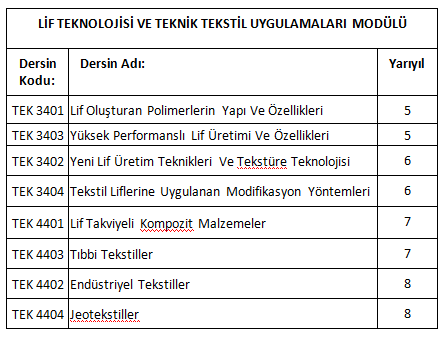 LİF TEKNOLOJİSİ VE TEKNİK TEKSTİL UYGULAMALARI MODÜLÜ
Dersin Kodu: Dersin Adı: Yarıyıl
TEK 3401 Lif Oluşturan Polimerlerin Yapı Ve Özellikleri 5
TEK 3403 Yüksek Performanslı Lif Üretimi Ve Özellikleri 5
TEK 3402 Yeni Lif Üretim Teknikleri Ve Tekstüre Teknolojisi 6
TEK 3404 Tekstil Liflerine Uygulanan Modifikasyon Yöntemleri 6
TEK 4401 Lif Takviyeli Kompozit Malzemeler 7
TEK 4403 Tıbbi Tekstiller 7
TEK 4402 Endüstriyel Tekstiller 8
TEK 4404 Jeotekstiller 8